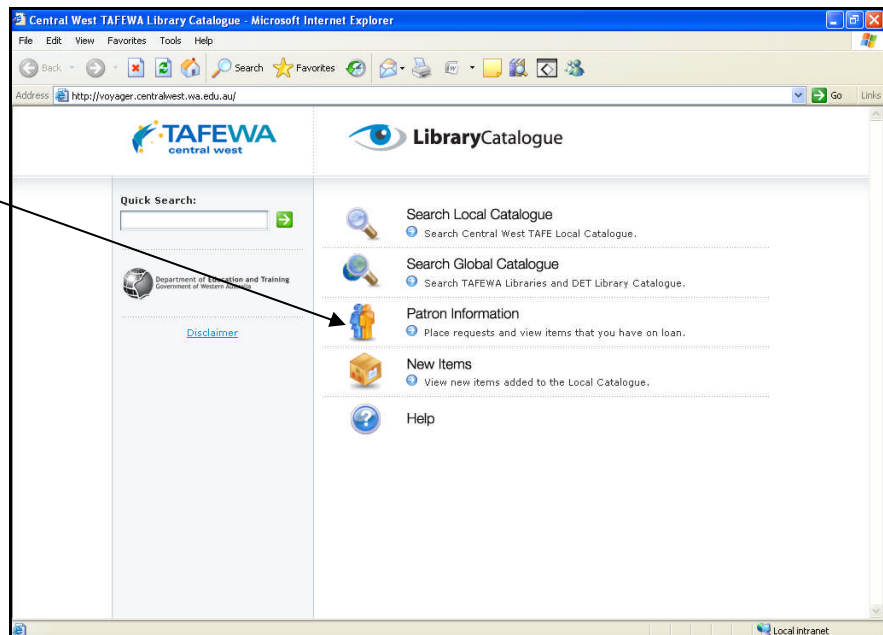 Central West TAFEWA Library Catalogue - Microsoft Internet Explorer
File Edit View Favorites Tools Help
Back Search Favorites
Address http://voyager.centralwest.wa.edu.au/ Go Links
TAFEWA
central west
LibraryCatalogue
Quick Search:
Search Local Catalogue
Search Central West TAFE Local Catalogue.
Search Global Catalogue
Search TAFEWA Libraries and DET Library Catalogue.
Department of Education and Training
Government of Western Australia
Patron Information
Place requests and view items that you have on loan.
Disclaimer
New Items
View new items added to the Local Catalogue.
Help
Local intranet